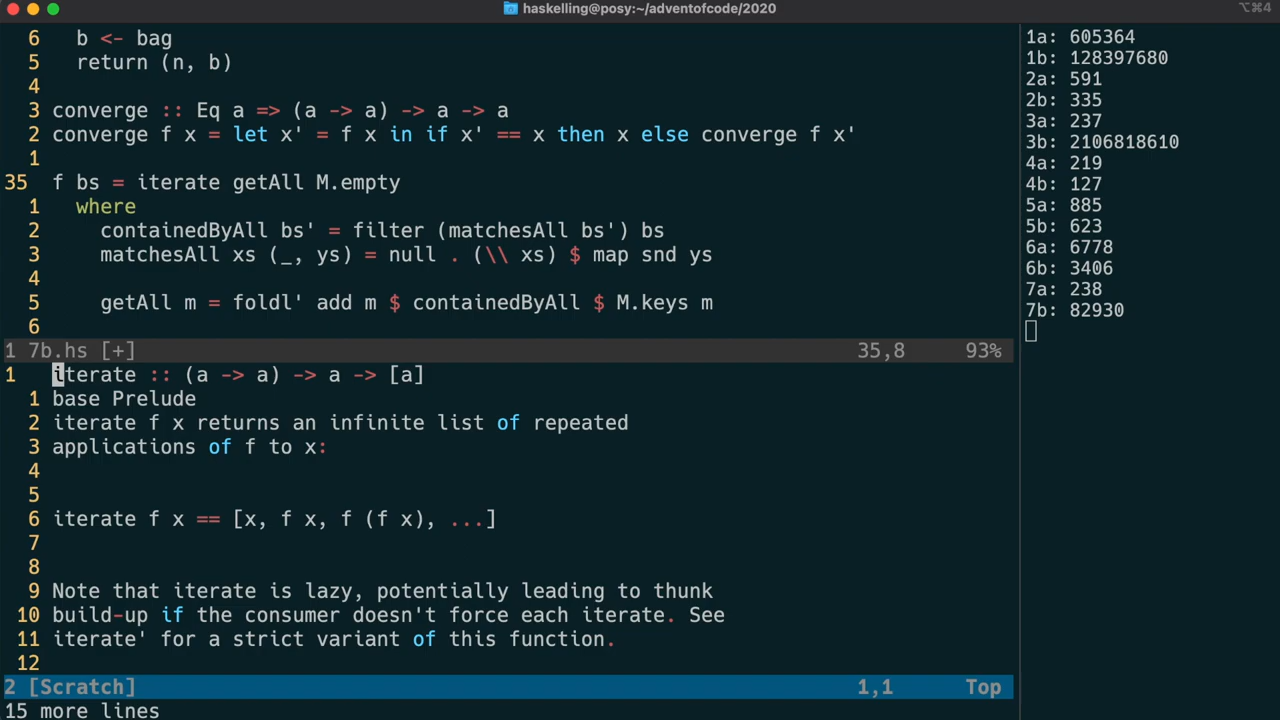 haskelling@posy:~/adventofcode/2020
⌥⌘4
6 b <- bag
5 return (n, b)
4
3 converge :: Eq a => (a -> a) -> a -> a
2 converge f x = let x' = f x in if x' == x then x else converge f x'
1
35 f bs = iterate getAll M.empty
1 where
2 containedByAll bs' = filter (matchesAll bs') bs
3 matchesAll xs (_, ys) = null . (\\ xs) $ map snd ys
4
5 getAll m = foldl' add m $ containedByAll $ M.keys m
6
1 7b.hs [+] 35,8 93%
1 iterate :: (a -> a) -> a -> [a]
1 base Prelude
2 iterate f x returns an infinite list of repeated
3 applications of f to x:
4
5
6 iterate f x == [x, f x, f (f x), ...]
7
8
9 Note that iterate is lazy, potentially leading to thunk
10 build-up if the consumer doesn't force each iterate. See
11 iterate' for a strict variant of this function.
12
2 [Scratch] 1,1 Top
15 more lines
1a: 605364
1b: 128397680
2a: 591
2b: 335
3a: 237
3b: 2106818610
4a: 219
4b: 127
5a: 885
5b: 623
6a: 6778
6b: 3406
7a: 238
7b: 82930